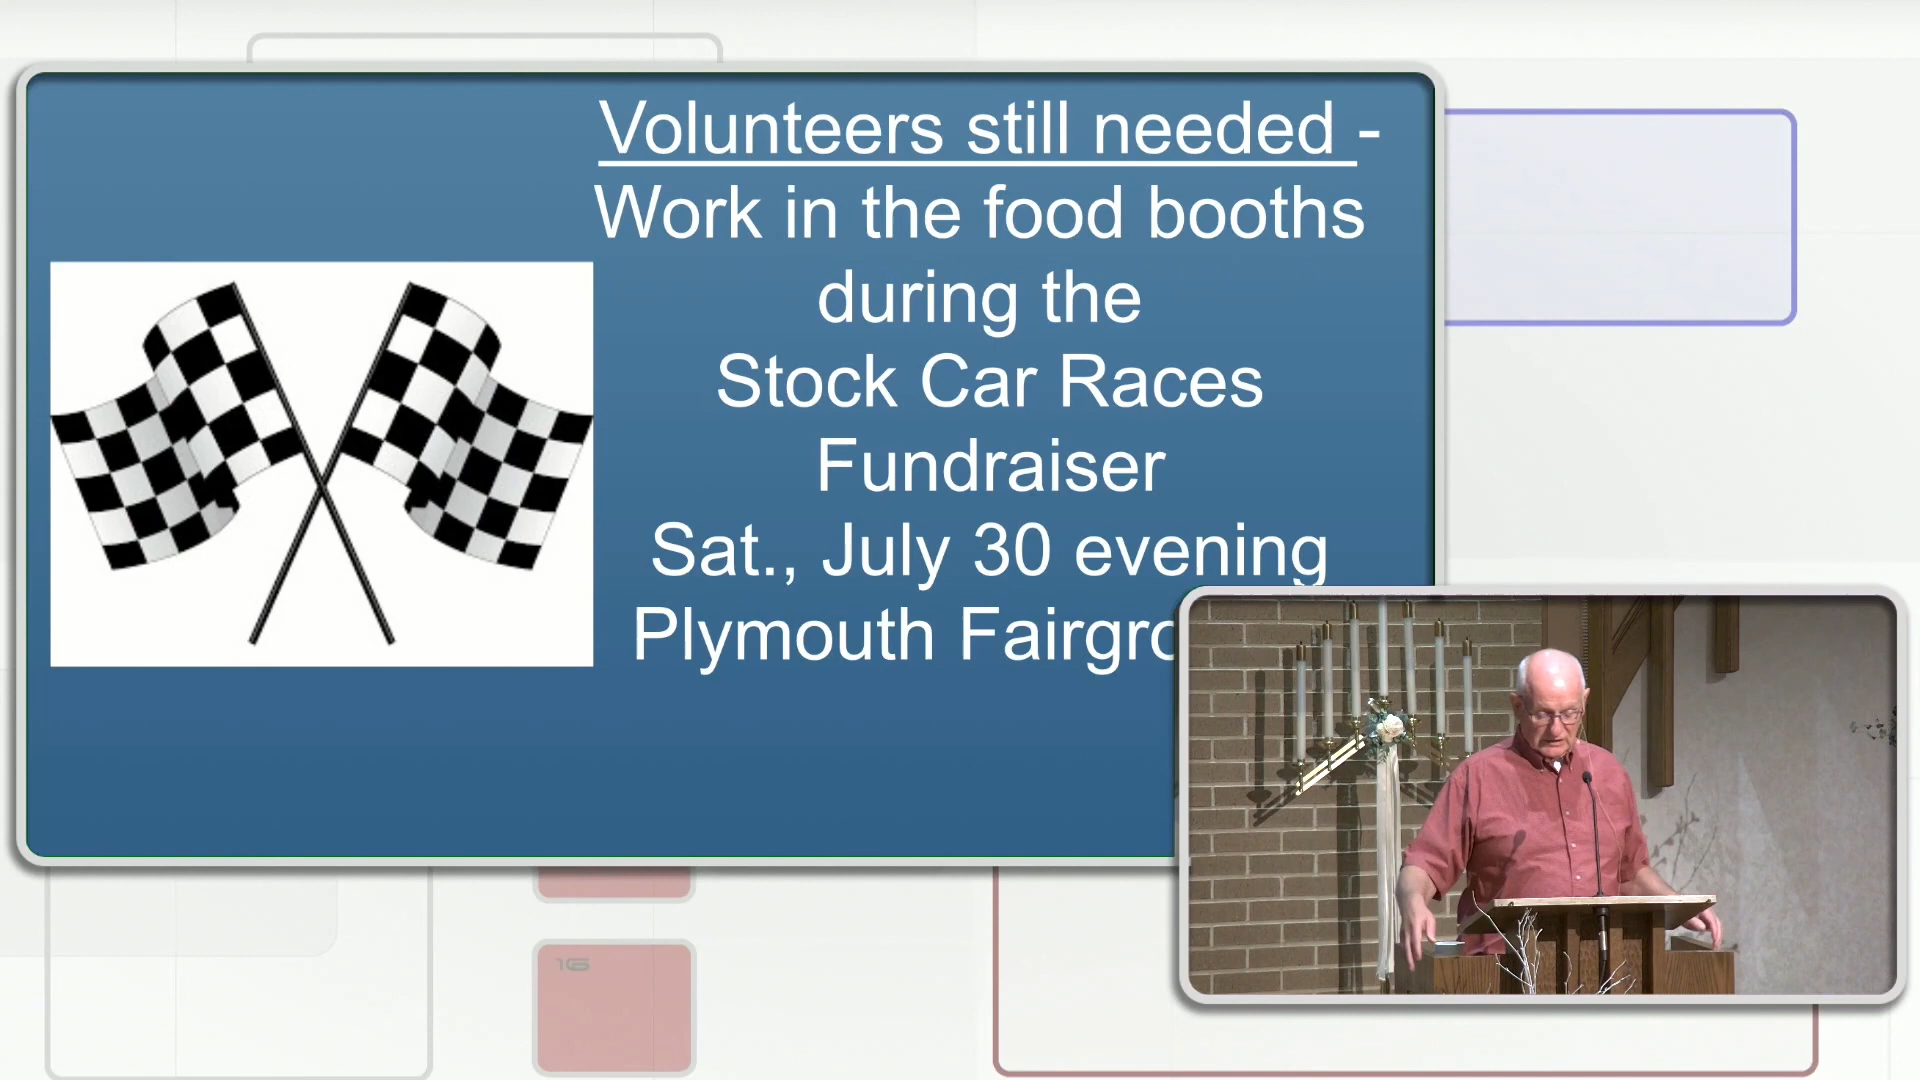 Volunteers still needed -
Work in the food booths
during the
Stock Car Races
Fundraiser
Sat., July 30 evening
Plymouth
16